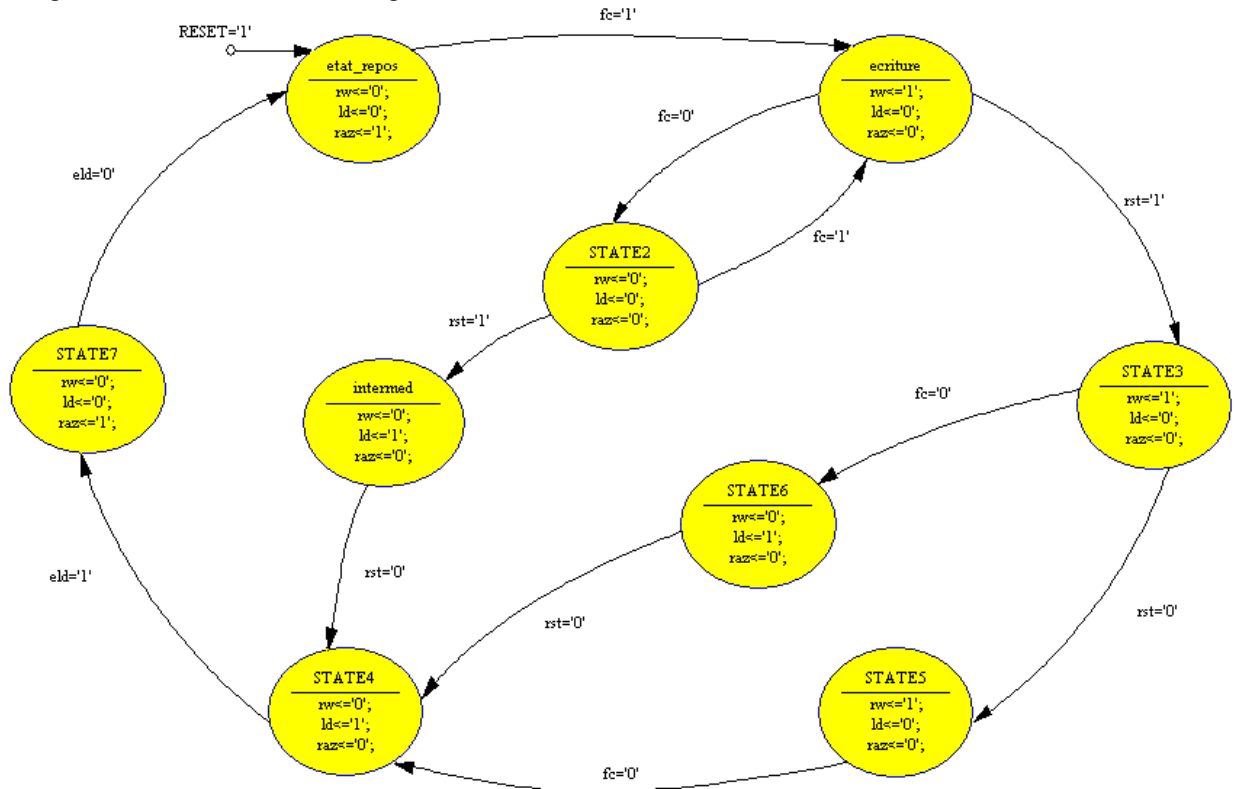 fc='1'
RESET='1'
etat_repos
rw<='0';
ld<='0';
raz<='1';
ecriture
rw<='1';
ld<='0';
raz<='0';
fc='0'
eld='0'
rst='1'
fc='1'
STATE2
rw<='0';
ld<='0';
raz<='0';
rst='1'
STATE7
rw<='0';
ld<='0';
raz<='1';
intermed
rw<='0';
ld<='1';
raz<='0';
STATE3
rw<='1';
ld<='0';
raz<='0';
fc='0'
STATE6
rw<='0';
ld<='1';
raz<='0';
eld='1'
rst='0'
rst='0'
rst='0'
STATE4
rw<='0';
ld<='1';
raz<='0';
STATE5
rw<='1';
ld<='0';
raz<='0';
fc='0'